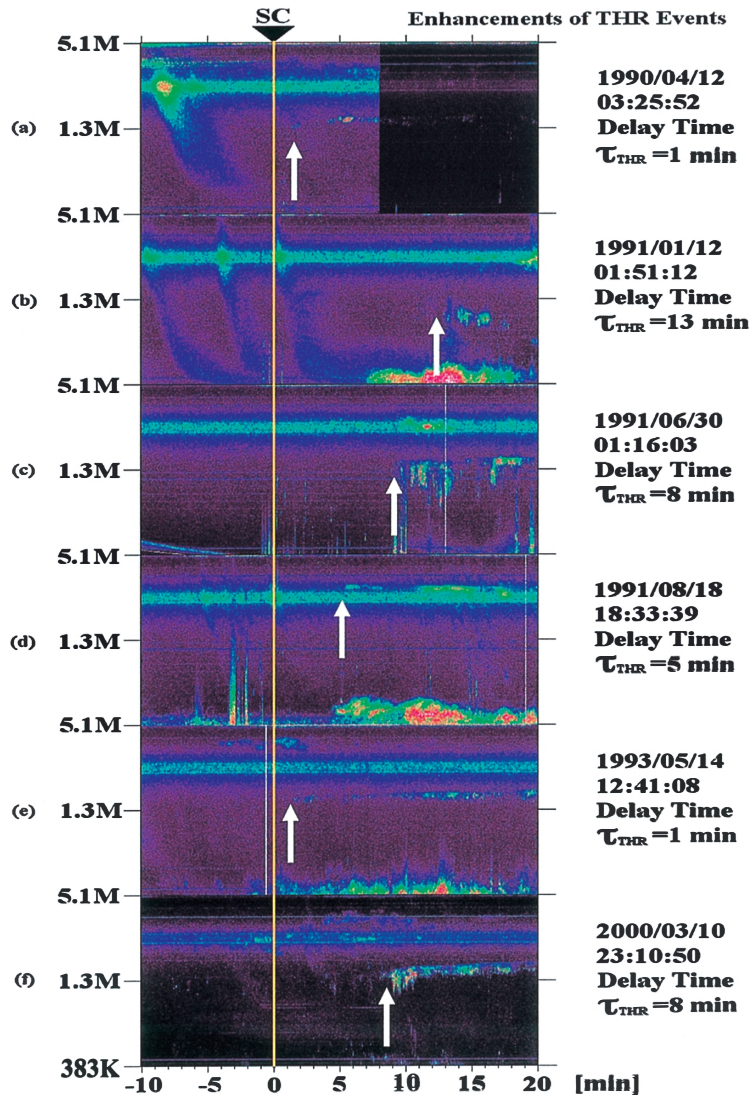 SC
Enhancements of THR Events
5.1M
(a)
1.3M
1990/04/12
03:25:52
Delay Time
τTHR =1 min
5.1M
(b)
1.3M
1991/01/12
01:51:12
Delay Time
τTHR =13 min
5.1M
(c)
1.3M
1991/06/30
01:16:03
Delay Time
τTHR =8 min
5.1M
(d)
1.3M
1991/08/18
18:33:39
Delay Time
τTHR =5 min
5.1M
(e)
1.3M
1993/05/14
12:41:08
Delay Time
τTHR =1 min
5.1M
(f)
1.3M
2000/03/10
23:10:50
Delay Time
τTHR =8 min
383K
-10 -5 0 5 10 15 20 [min]